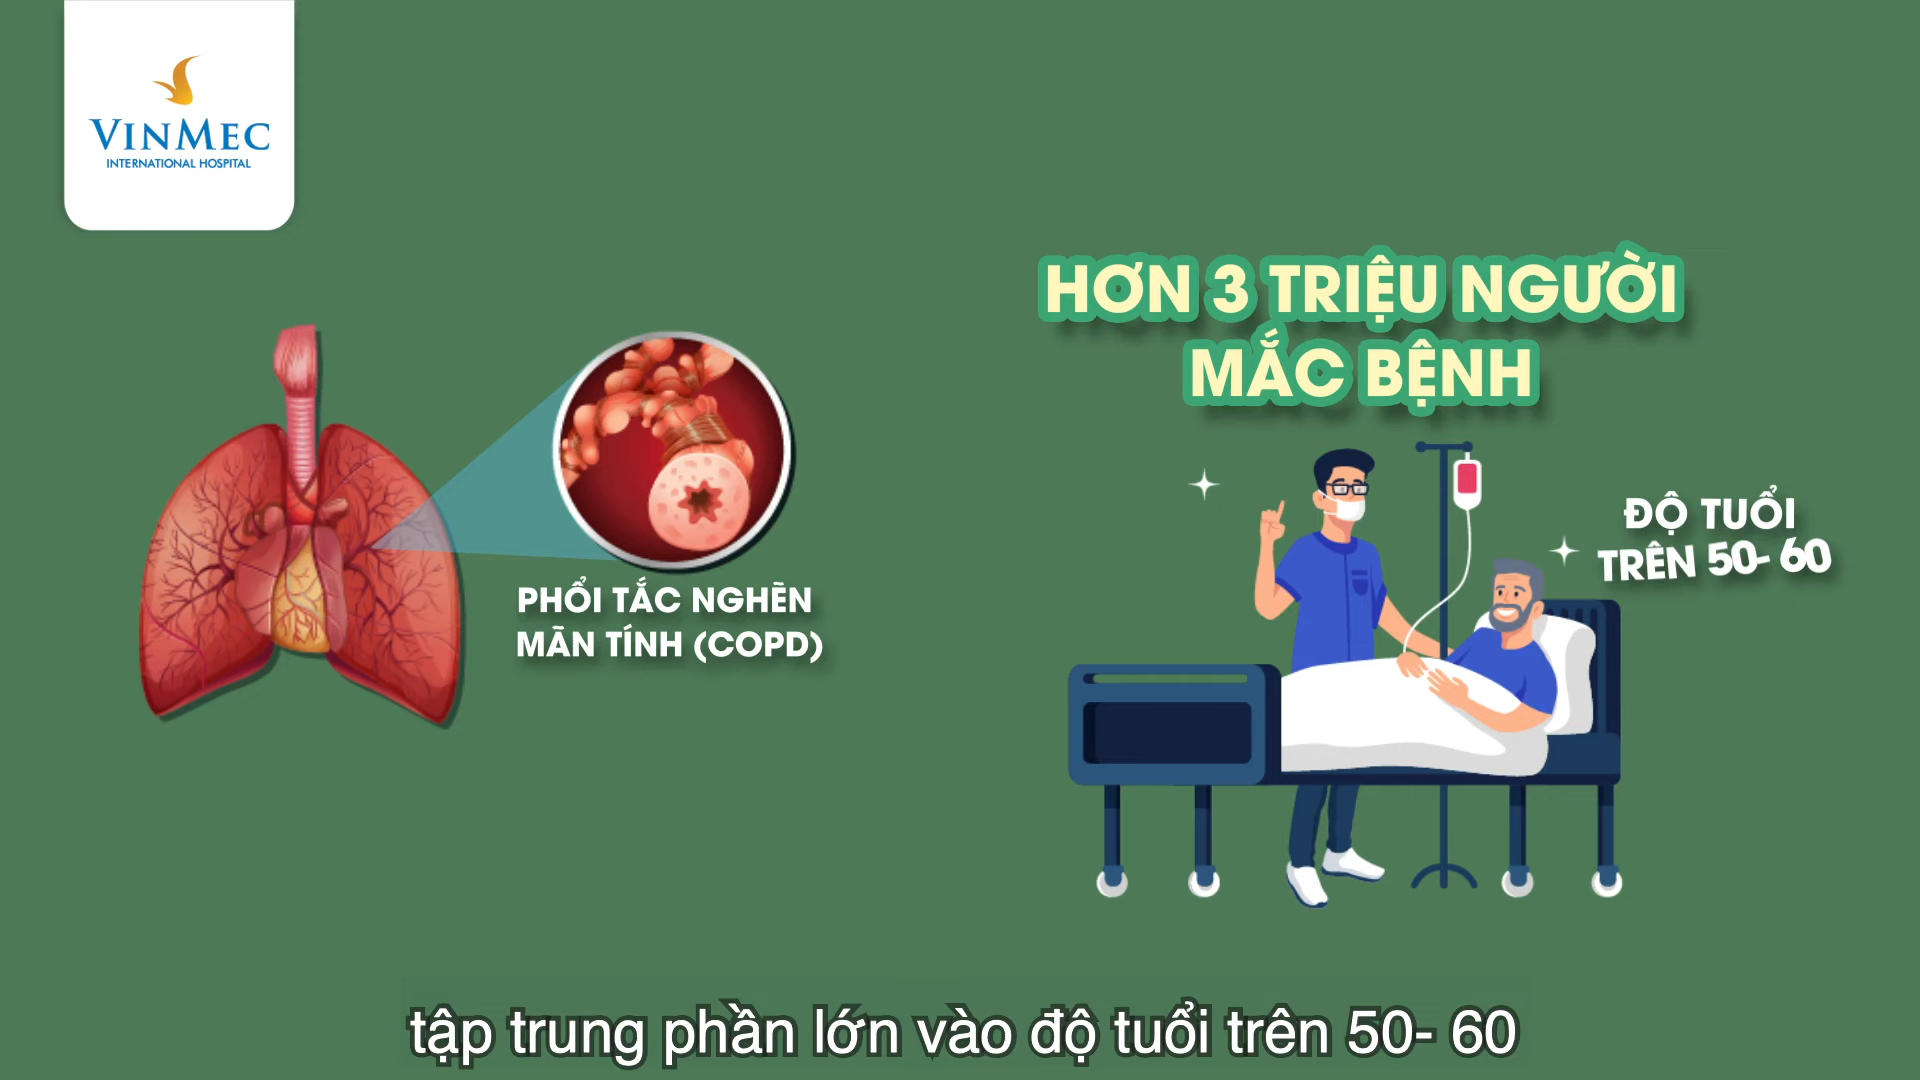 VINMEC
INTERNATIONAL HOSPITAL
HƠN 3 TRIỆU NGƯỜI
MẮC BỆNH
ĐỘ TUỔI
TRÊN 50- 60
PHỔI TẮC NGHẼN
MÃN TÍNH (COPD)
tập trung phần lớn vào độ tuổi trên 50- 60